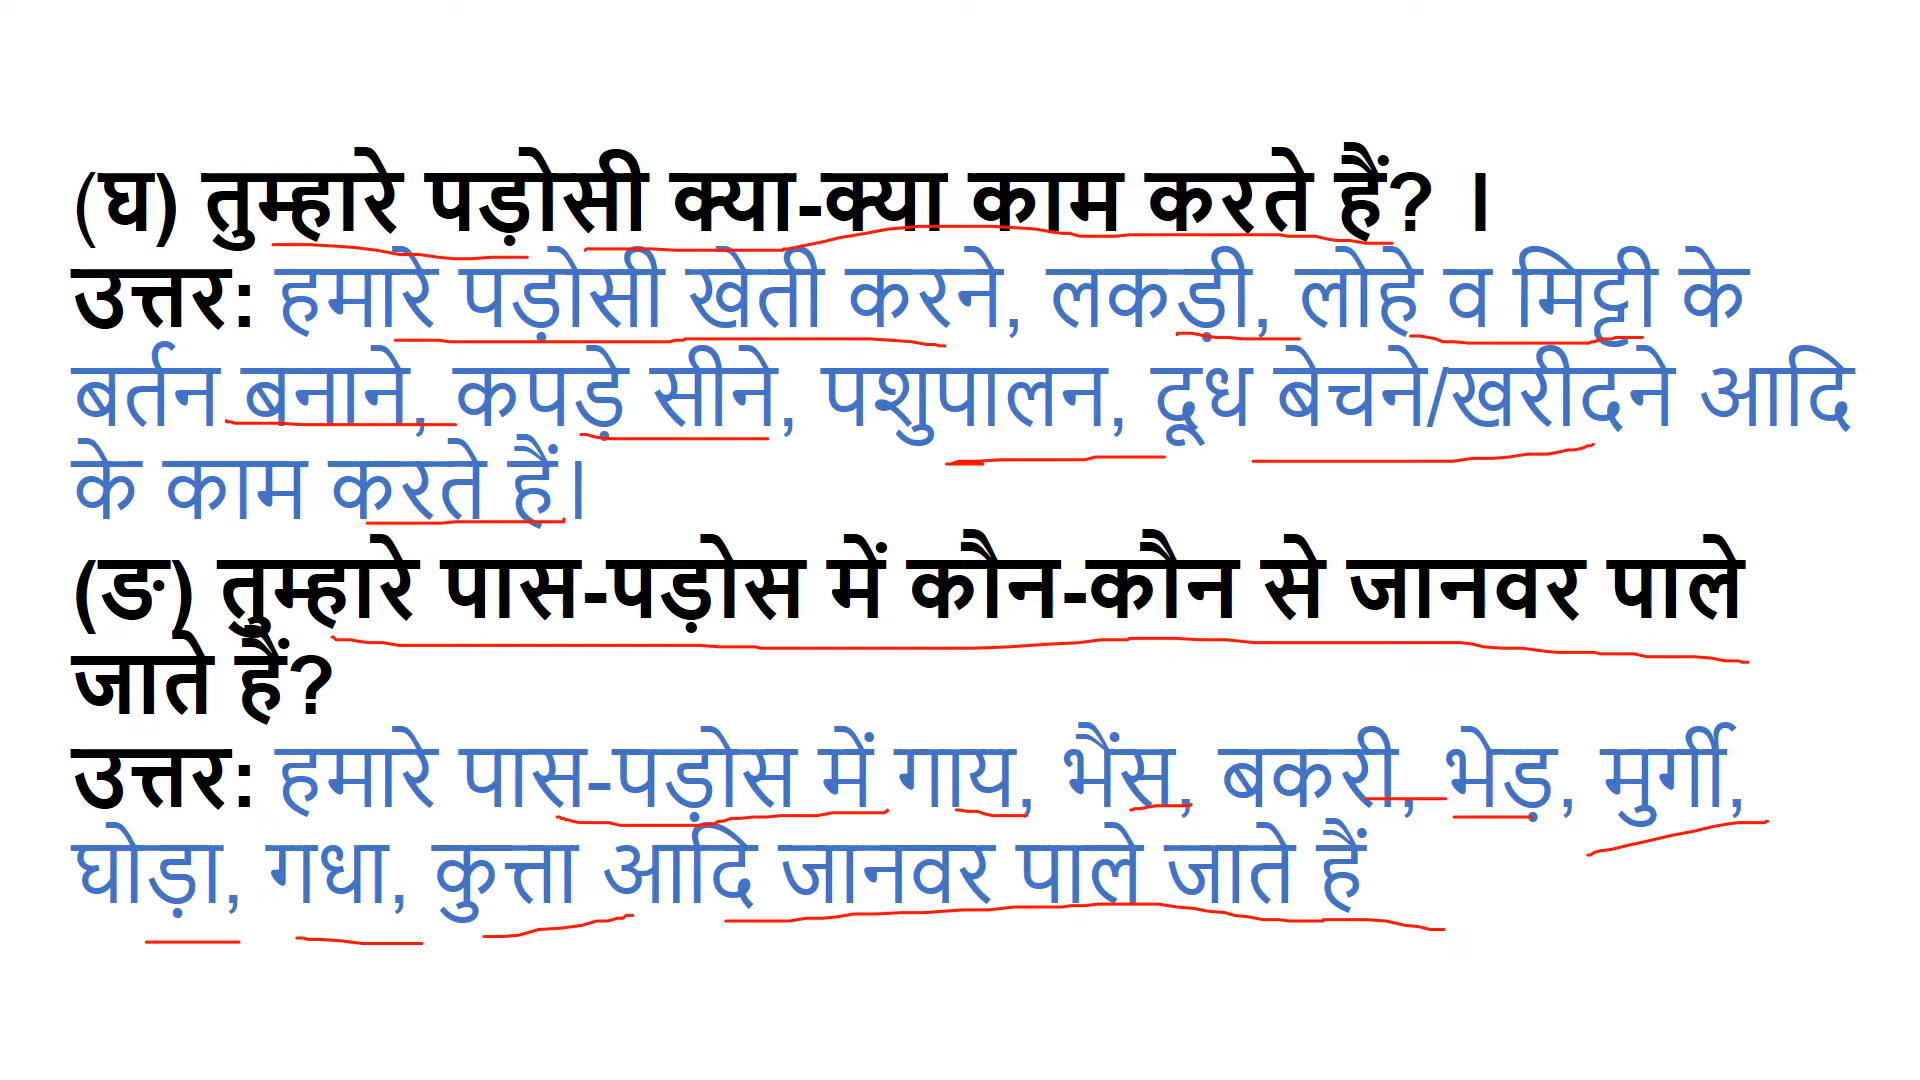 (घ) तुम्हारे पड़ोसी क्या-क्या काम करते हैं? ।
उत्तर: हमारे पड़ोसी खेती करने, लकड़ी, लोहे व मिट्टी के
बर्तन बनाने, कपड़े सीने, पशुपालन, दूध बेचने/खरीदने आदि
के काम करते हैं।
(ङ) तुम्हारे पास-पड़ोस में कौन-कौन से जानवर पाले
जाते हैं?
उत्तर: हमारे पास-पड़ोस में गाय, भैंस, बकरी, भेड़, मुर्गी,
घोड़ा, गधा, कुत्ता आदि जानवर पाले जाते हैं